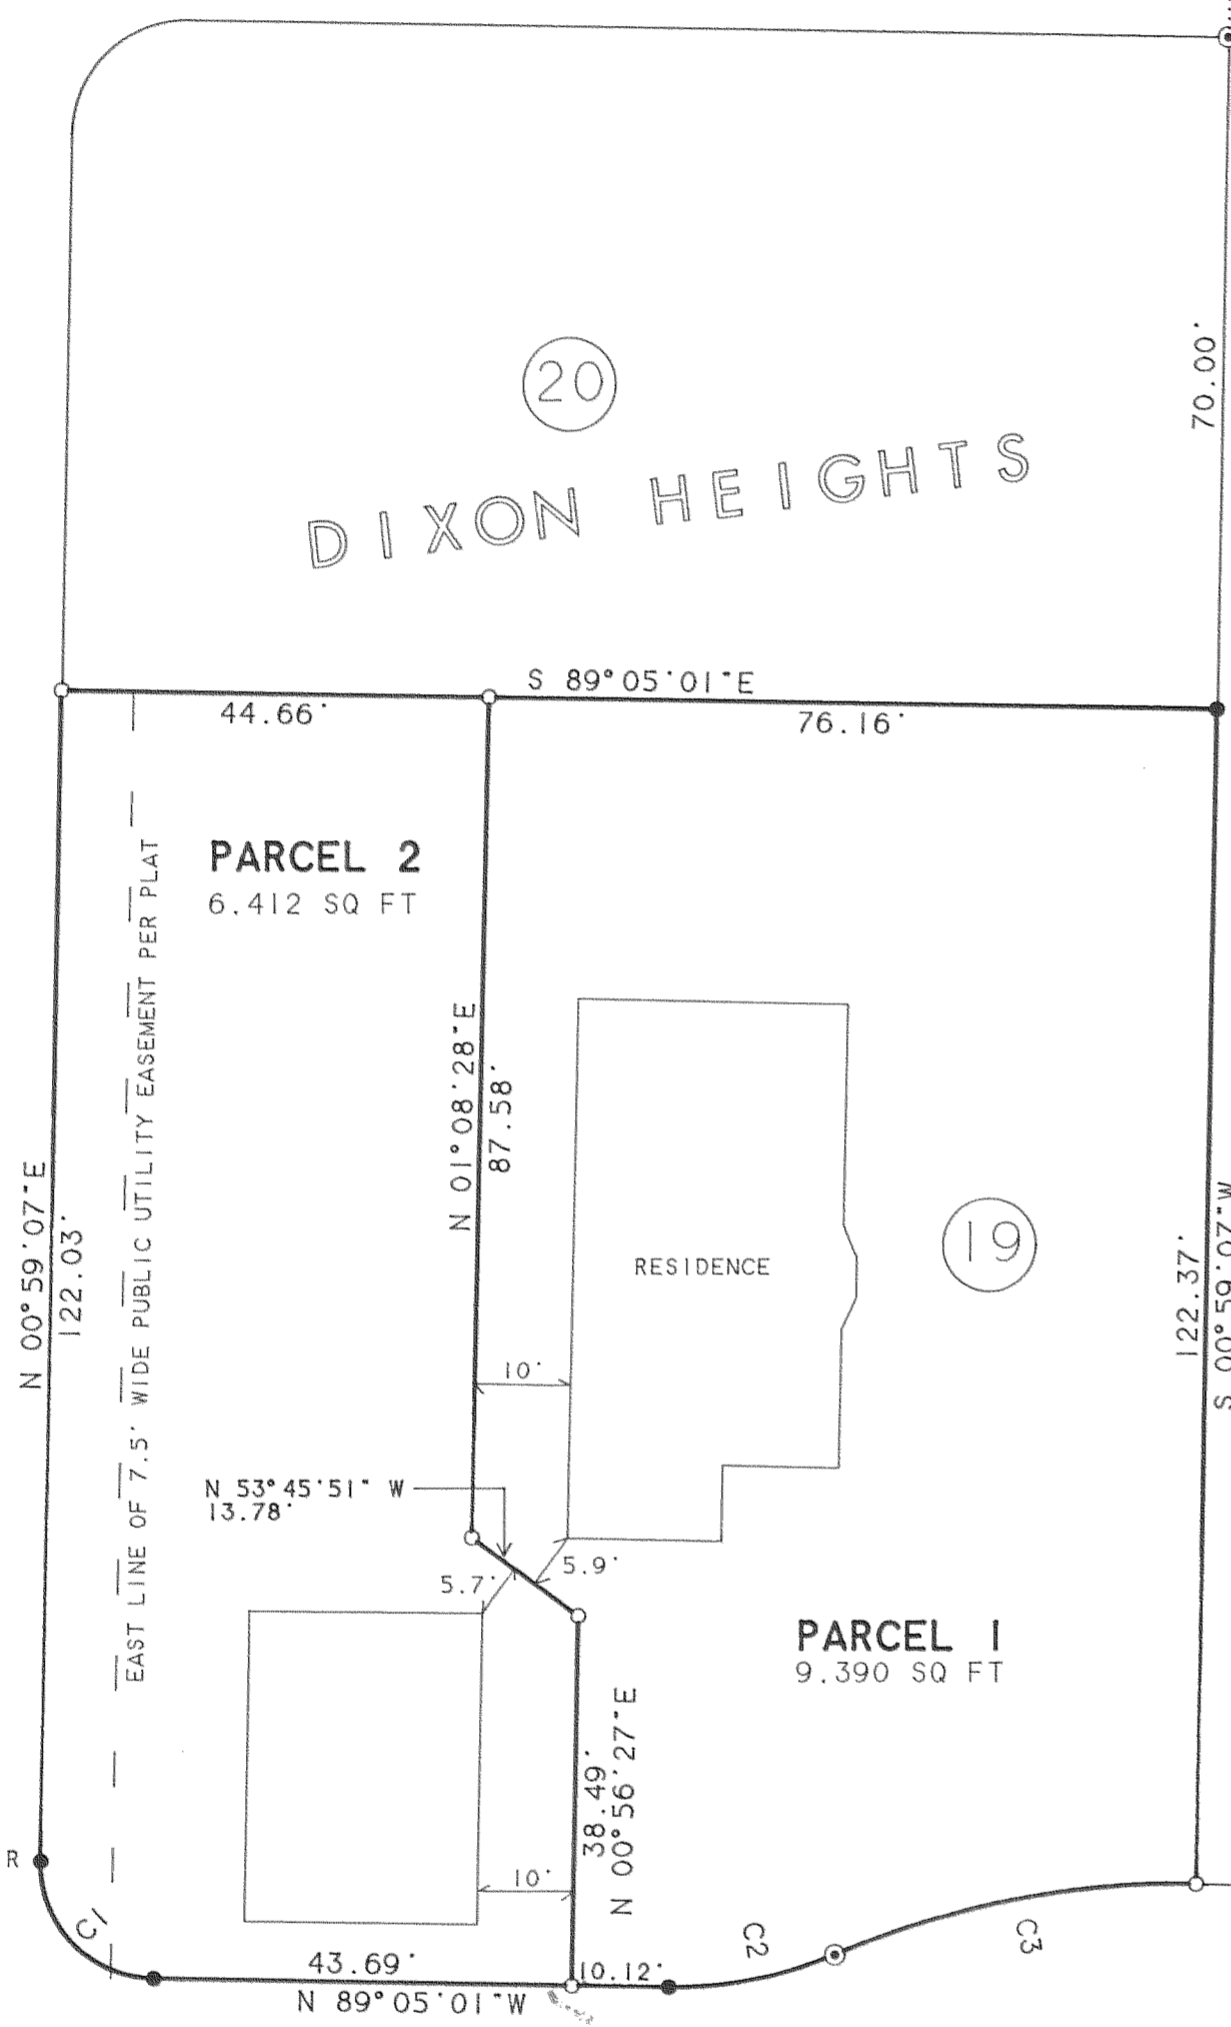 20
DIXON HEIGHTS
70.00'
S 89°05'01"E
44.66'
76.16'
PARCEL 2
6.412 SQ FT
EAST LINE OF 7.5' WIDE PUBLIC UTILITY EASEMENT PER PLAT
N 01°08'28"E
87.58'
N 00°59'07"E
122.03'
RESIDENCE
19
122.37'
S 00°59'07"W
10'
N 53°45'51" W
13.78'
5.9'
5.7'
PARCEL 1
9.390 SQ FT
38.49'
N 00°56'27"E
R
10'
C1
C2
C3
43.69'
10.12'
N 89°05'01"W